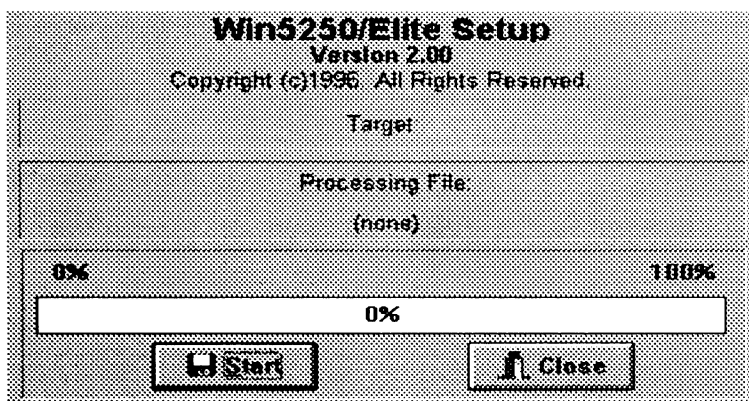 Win5250/Elite Setup
Version 2.00
Copyright (c)1996. All Rights Reserved.
Target
Processing File:
(none)
0% 100%
0%
Start Close